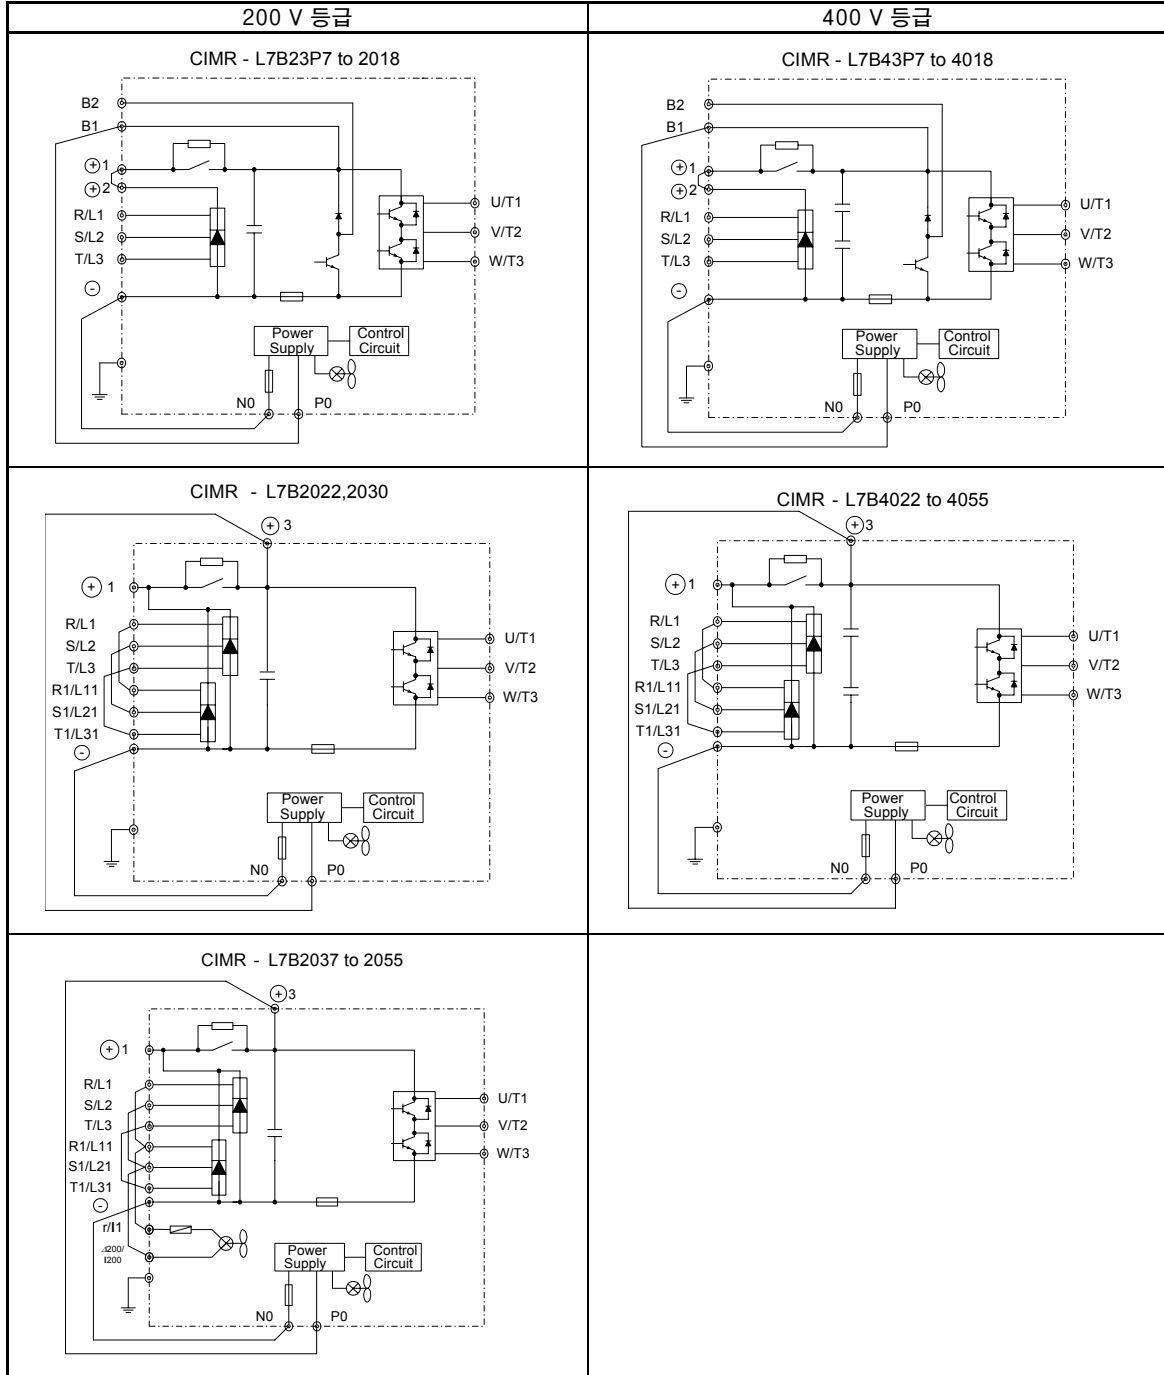 200 V 등급
400 V 등급
CIMR - L7B23P7 to 2018
B2
B1
+ 1
+ 2
R/L1
S/L2
T/L3
-
U/T1
V/T2
W/T3
Power
Supply
Control
Circuit
N0
P0
CIMR - L7B43P7 to 4018
B2
B1
+ 1
+ 2
R/L1
S/L2
T/L3
-
U/T1
V/T2
W/T3
Power
Supply
Control
Circuit
N0
P0
CIMR - L7B2022,2030
+ 3
+ 1
R/L1
S/L2
T/L3
R1/L11
S1/L21
T1/L31
-
U/T1
V/T2
W/T3
Power
Supply
Control
Circuit
N0
P0
CIMR - L7B4022 to 4055
+ 3
+ 1
R/L1
S/L2
T/L3
R1/L11
S1/L21
T1/L31
-
U/T1
V/T2
W/T3
Power
Supply
Control
Circuit
N0
P0
CIMR - L7B2037 to 2055
+ 3
+ 1
R/L1
S/L2
T/L3
R1/L11
S1/L21
T1/L31
-
r/l1
l200
U/T1
V/T2
W/T3
Power
Supply
Control
Circuit
N0
P0